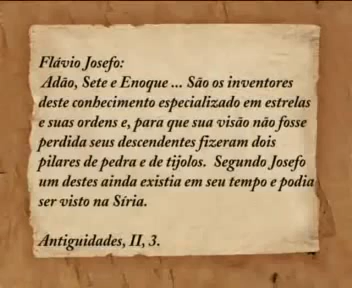 Flávio Josefo:
Adão, Sete e Enoque ... São os inventores
deste conhecimento especializado em estrelas
e suas ordens e, para que sua visão não fosse
perdida seus descendentes fizeram dois
pilares de pedra e de tijolos. Segundo Josefo
um destes ainda existia em seu tempo e podia
ser visto na Síria.
Antiguidades, II, 3.